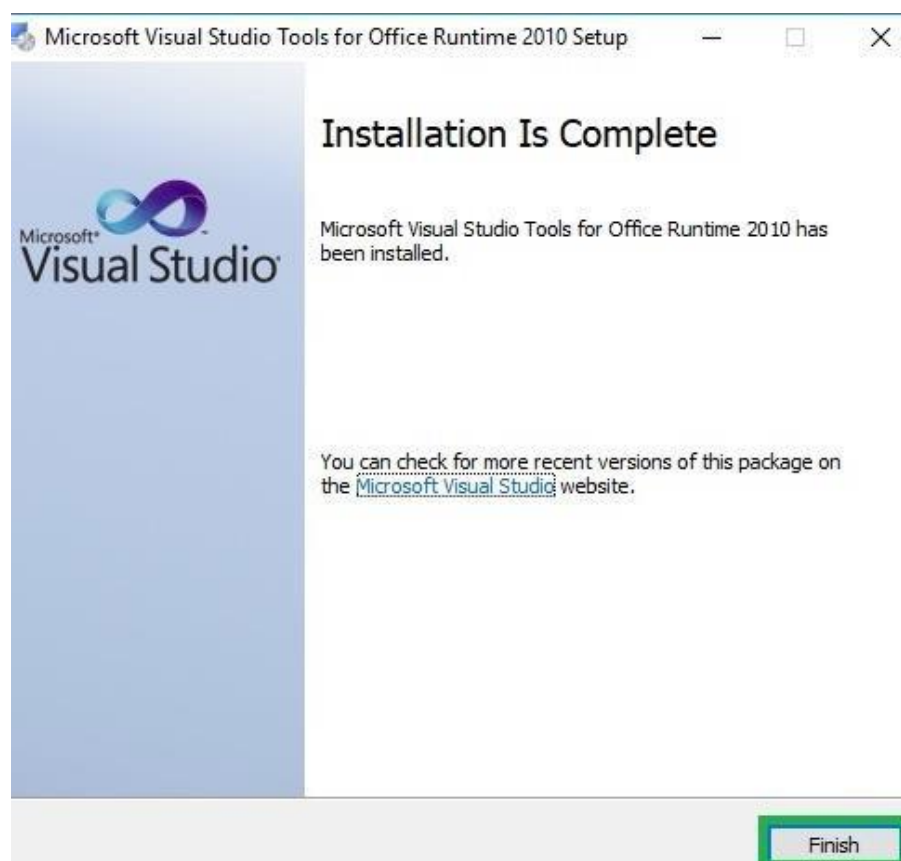 Microsoft Visual Studio Tools for Office Runtime 2010 Setup
Installation Is Complete
Microsoft®
Visual Studio®
Microsoft Visual Studio Tools for Office Runtime 2010 has
been installed.
You can check for more recent versions of this package on
the Microsoft Visual Studio website.
Finish